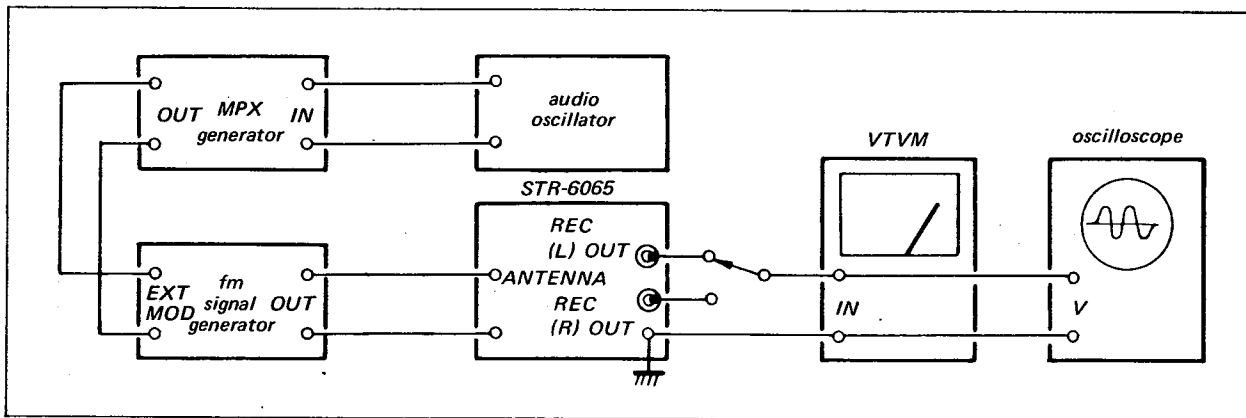 OUT MPX IN
generator
audio
oscillator
VTVM
oscilloscope
STR-6065
REC
(L) OUT
ANTENNA
REC
(R) OUT
EXT
MOD
fm
signal
generator
OUT
IN
V